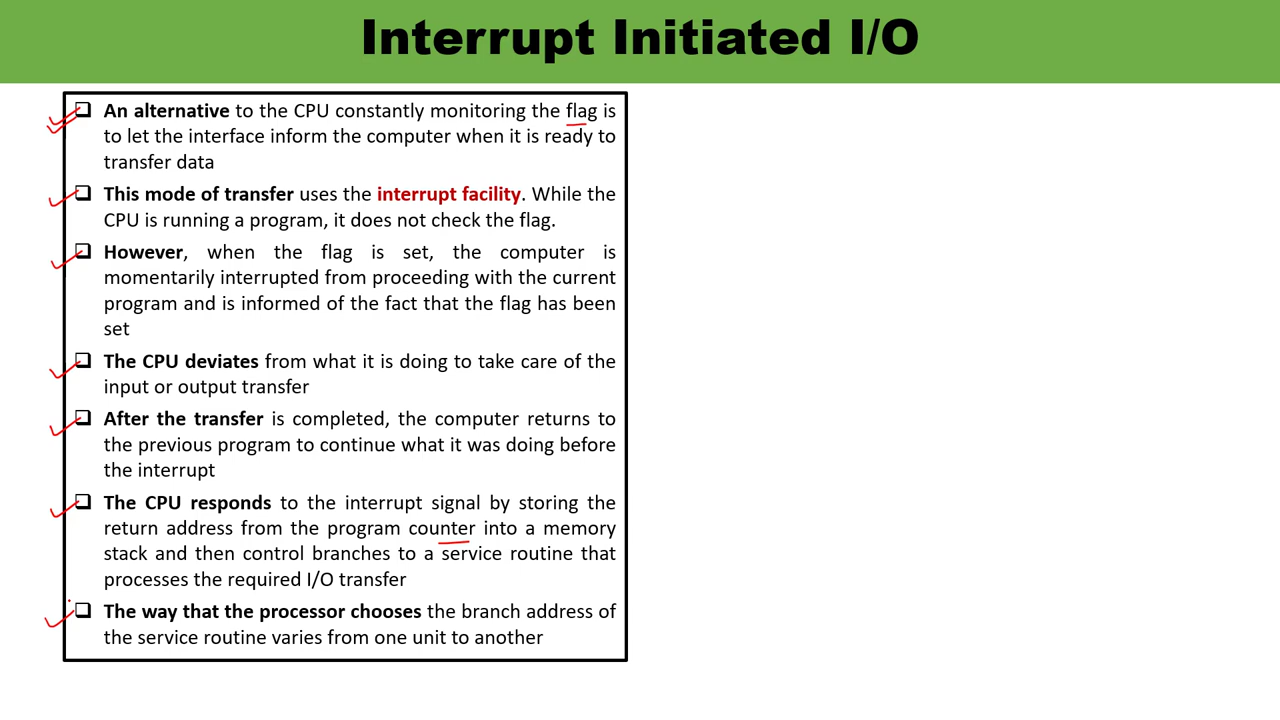 Interrupt Initiated I/O
An alternative to the CPU constantly monitoring the flag is
to let the interface inform the computer when it is ready to
transfer data
This mode of transfer uses the interrupt facility. While the
CPU is running a program, it does not check the flag.
However, when the flag is set, the computer is
momentarily interrupted from proceeding with the current
program and is informed of the fact that the flag has been
set
The CPU deviates from what it is doing to take care of the
input or output transfer
After the transfer is completed, the computer returns to
the previous program to continue what it was doing before
the interrupt
The CPU responds to the interrupt signal by storing the
return address from the program counter into a memory
stack and then control branches to a service routine that
processes the required I/O transfer
The way that the processor chooses the branch address of
the service routine varies from one unit to another